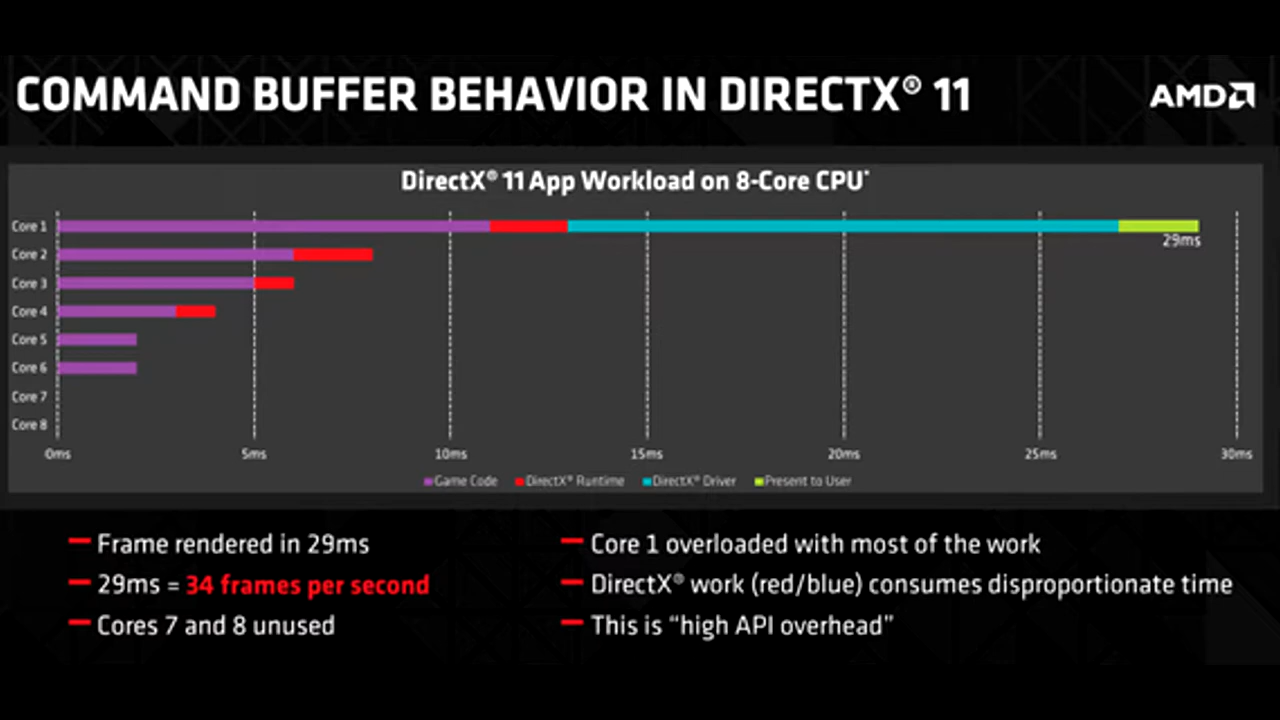 COMMAND BUFFER BEHAVIOR IN DIRECTX® 11
AMD
DirectX® 11 App Workload on 8-Core CPU*
Core 1
29ms
Core 2
Core 3
Core 4
Core 5
Core 6
Core 7
Core 8
0ms 5ms 10ms 15ms 20ms 25ms 30ms
Game Code DirectX® Runtime DirectX® Driver Present to User
Frame rendered in 29ms
29ms = 34 frames per second
Cores 7 and 8 unused
Core 1 overloaded with most of the work
DirectX® work (red/blue) consumes disproportionate time
This is “high API overhead”